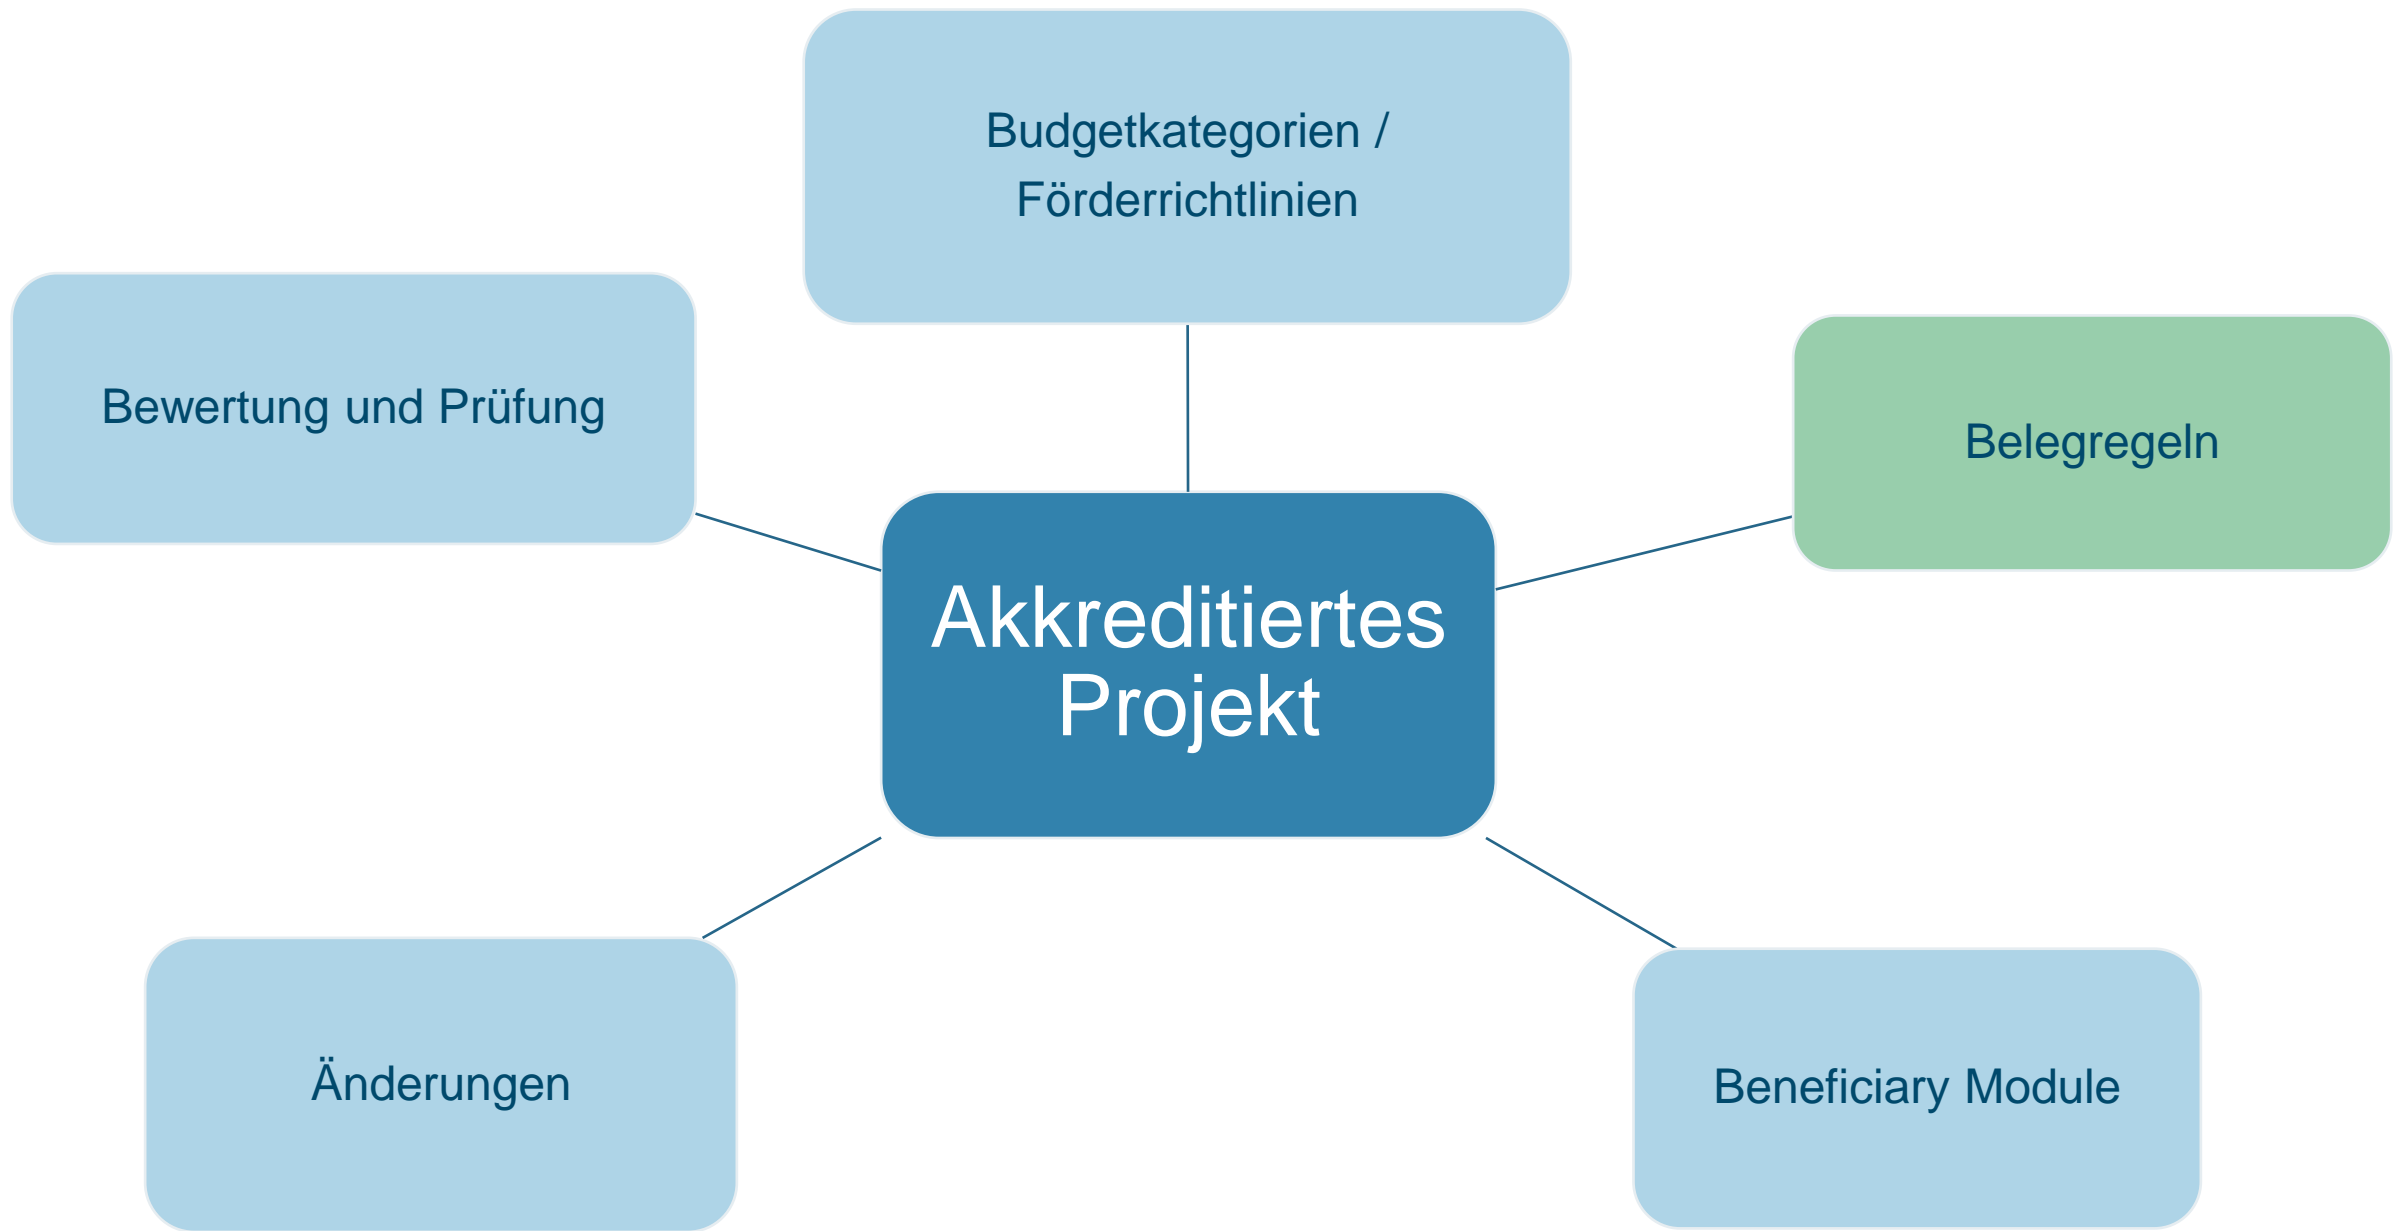 Budgetkategorien /
Förderrichtlinien
Bewertung und Prüfung
Belegregeln
Akkreditiertes
Projekt
Änderungen
Beneficiary Module